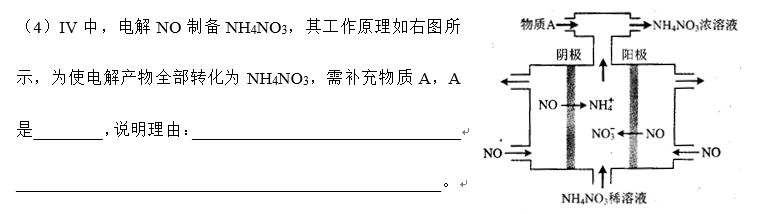 （4）IV 中，电解 NO 制备 NH4NO3，其工作原理如右图所
示，为使电解产物全部转化为 NH4NO3，需补充物质 A，A
是________,说明理由：________________________________
________________________________________________。
物质A NH₄NO₃浓溶液
阴极 阳极
NO NH₄⁺
NO₃⁻ NO
NO NO
NH₄NO₃稀溶液